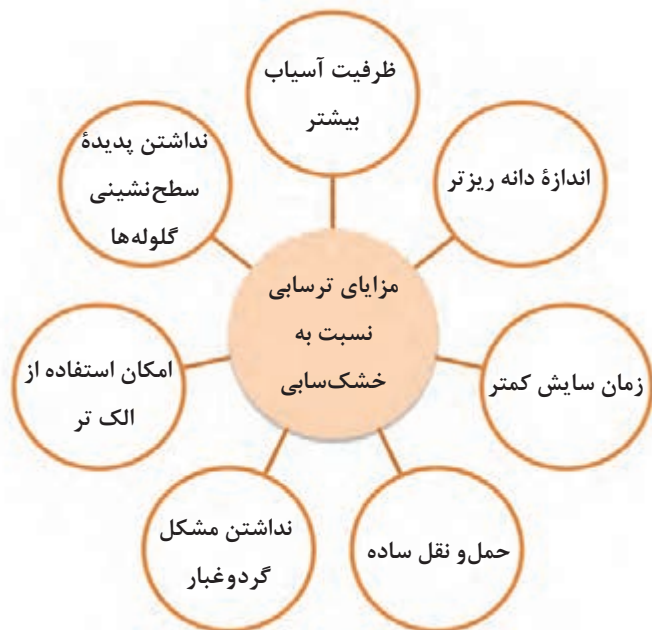 مزایای ترسابی
نسبت به
خشک‌سابی
ظرفیت آسیاب
بیشتر
اندازهٔ دانه ریزتر
زمان سایش کمتر
حمل‌و نقل ساده
نداشتن مشکل
گردوغبار
امکان استفاده از
الک تر
نداشتن پدیدهٔ
سطح‌نشینی
گلوله‌ها